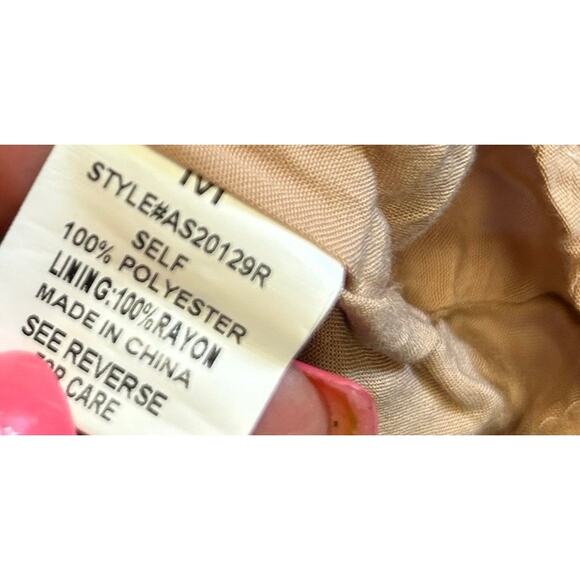 M
STYLE#AS20129R
SELF
100% POLYESTER
LINING:100%RAYON
MADE IN CHINA
SEE REVERSE
FOR CARE